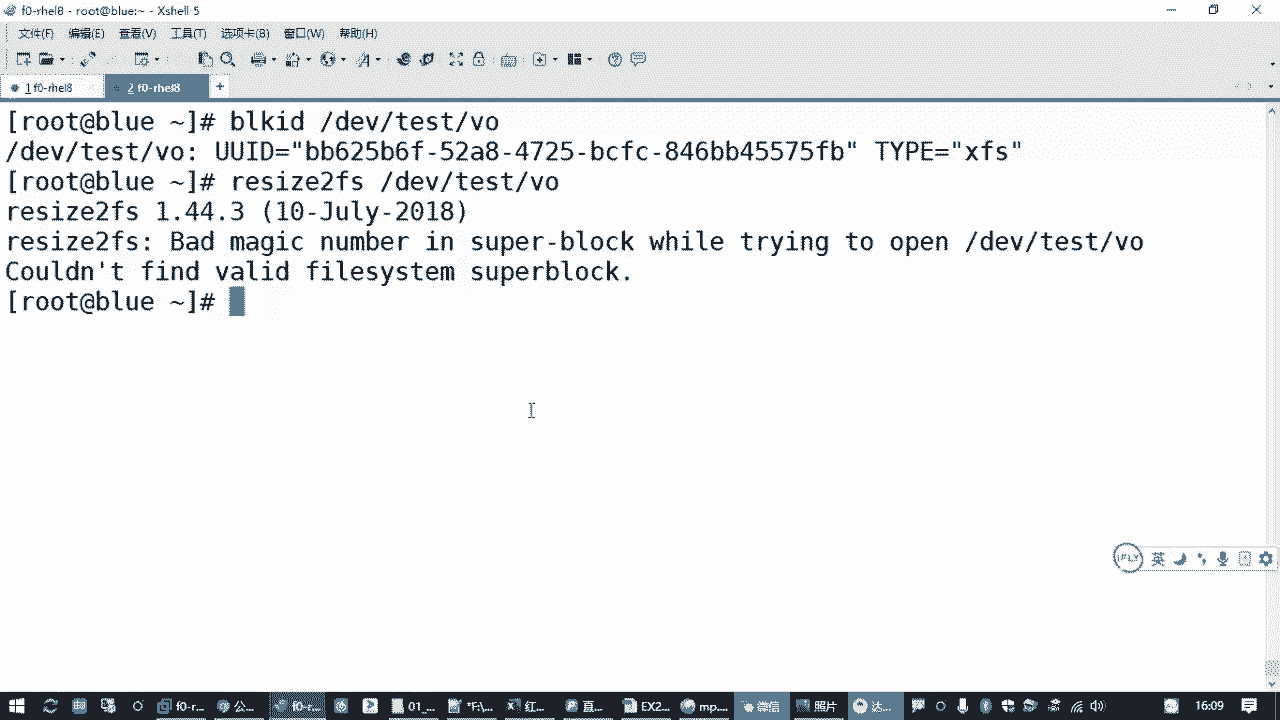 f0-rhel8 - root@blue:~ - Xshell 5
文件(F) 编辑(E) 查看(V) 工具(T) 选项卡(B) 窗口(W) 帮助(H)
1 f0-rhel8 2 f0-rhel8 +
[root@blue ~]# blkid /dev/test/vo
/dev/test/vo: UUID="bb625b6f-52a8-4725-bcfc-846bb45575fb" TYPE="xfs"
[root@blue ~]# resize2fs /dev/test/vo
resize2fs 1.44.3 (10-July-2018)
resize2fs: Bad magic number in super-block while trying to open /dev/test/vo
Couldn't find valid filesystem superblock.
[root@blue ~]#
iFLY 英
f0-r... 公... f0-r... 01_... *F:\... 红... 直... EX2... mp... 微信 照片 达... 16:09